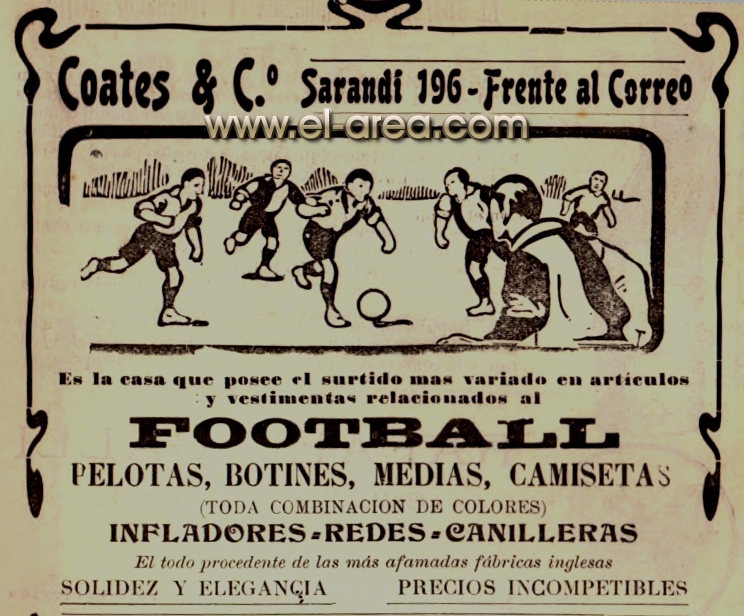 Coates & C.º Sarandí 196 - Frente al Correo
www.el-area.com
Es la casa que posee el surtido mas variado en artículos
y vestimentas relacionados al
FOOTBALL
PELOTAS, BOTINES, MEDIAS, CAMISETAS
(TODA COMBINACION DE COLORES)
INFLADORES-REDES-CANILLERAS
El todo procedente de las más afamadas fábricas inglesas
SOLIDEZ Y ELEGANCIA PRECIOS INCOMPETIBLES